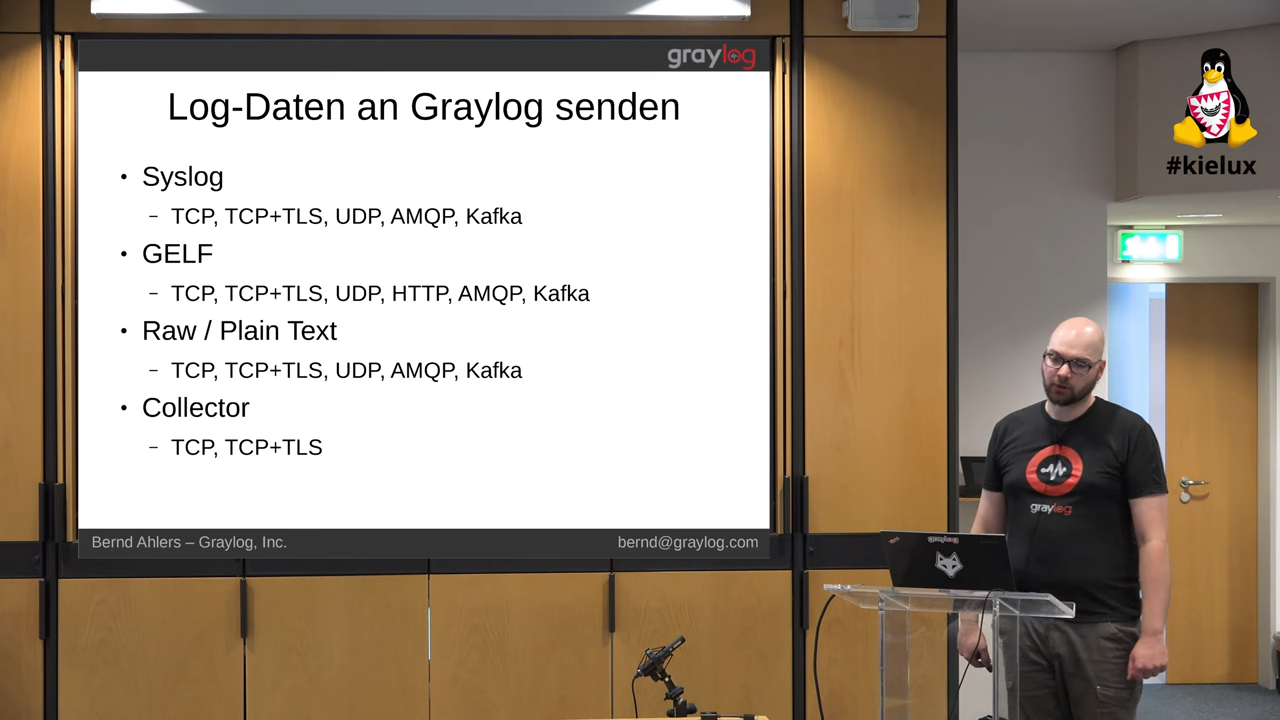 graylog
Log-Daten an Graylog senden
• Syslog
– TCP, TCP+TLS, UDP, AMQP, Kafka
• GELF
– TCP, TCP+TLS, UDP, HTTP, AMQP, Kafka
• Raw / Plain Text
– TCP, TCP+TLS, UDP, AMQP, Kafka
• Collector
– TCP, TCP+TLS
Bernd Ahlers – Graylog, Inc.
bernd@graylog.com
#kielux
graylog